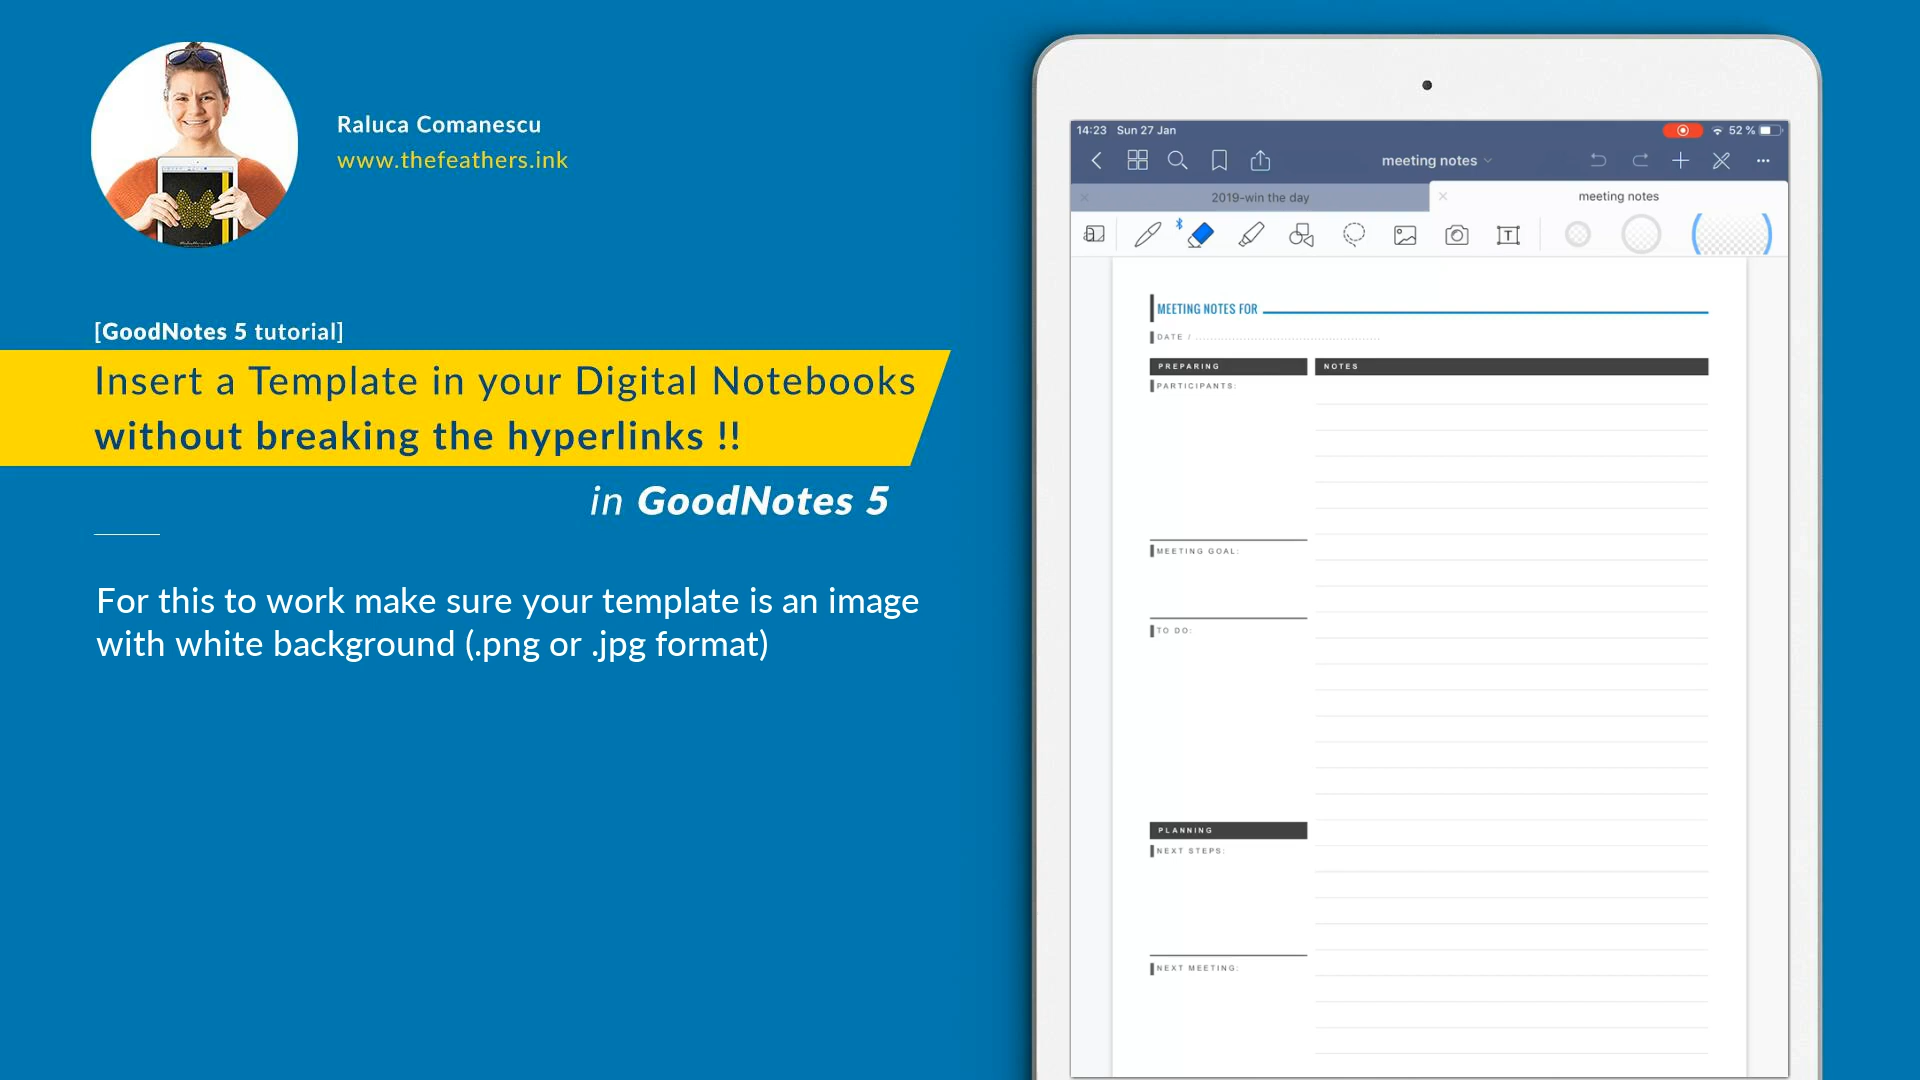 Raluca Comanescu
www.thefeathers.ink
[GoodNotes 5 tutorial]
Insert a Template in your Digital Notebooks
without breaking the hyperlinks !!
in GoodNotes 5
For this to work make sure your template is an image
with white background (.png or .jpg format)
14:23 Sun 27 Jan
52 %
meeting notes
2019-win the day
meeting notes
T
MEETING NOTES FOR
DATE /
PREPARING
NOTES
PARTICIPANTS:
MEETING GOAL:
TO DO:
PLANNING
NEXT STEPS:
NEXT MEETING: